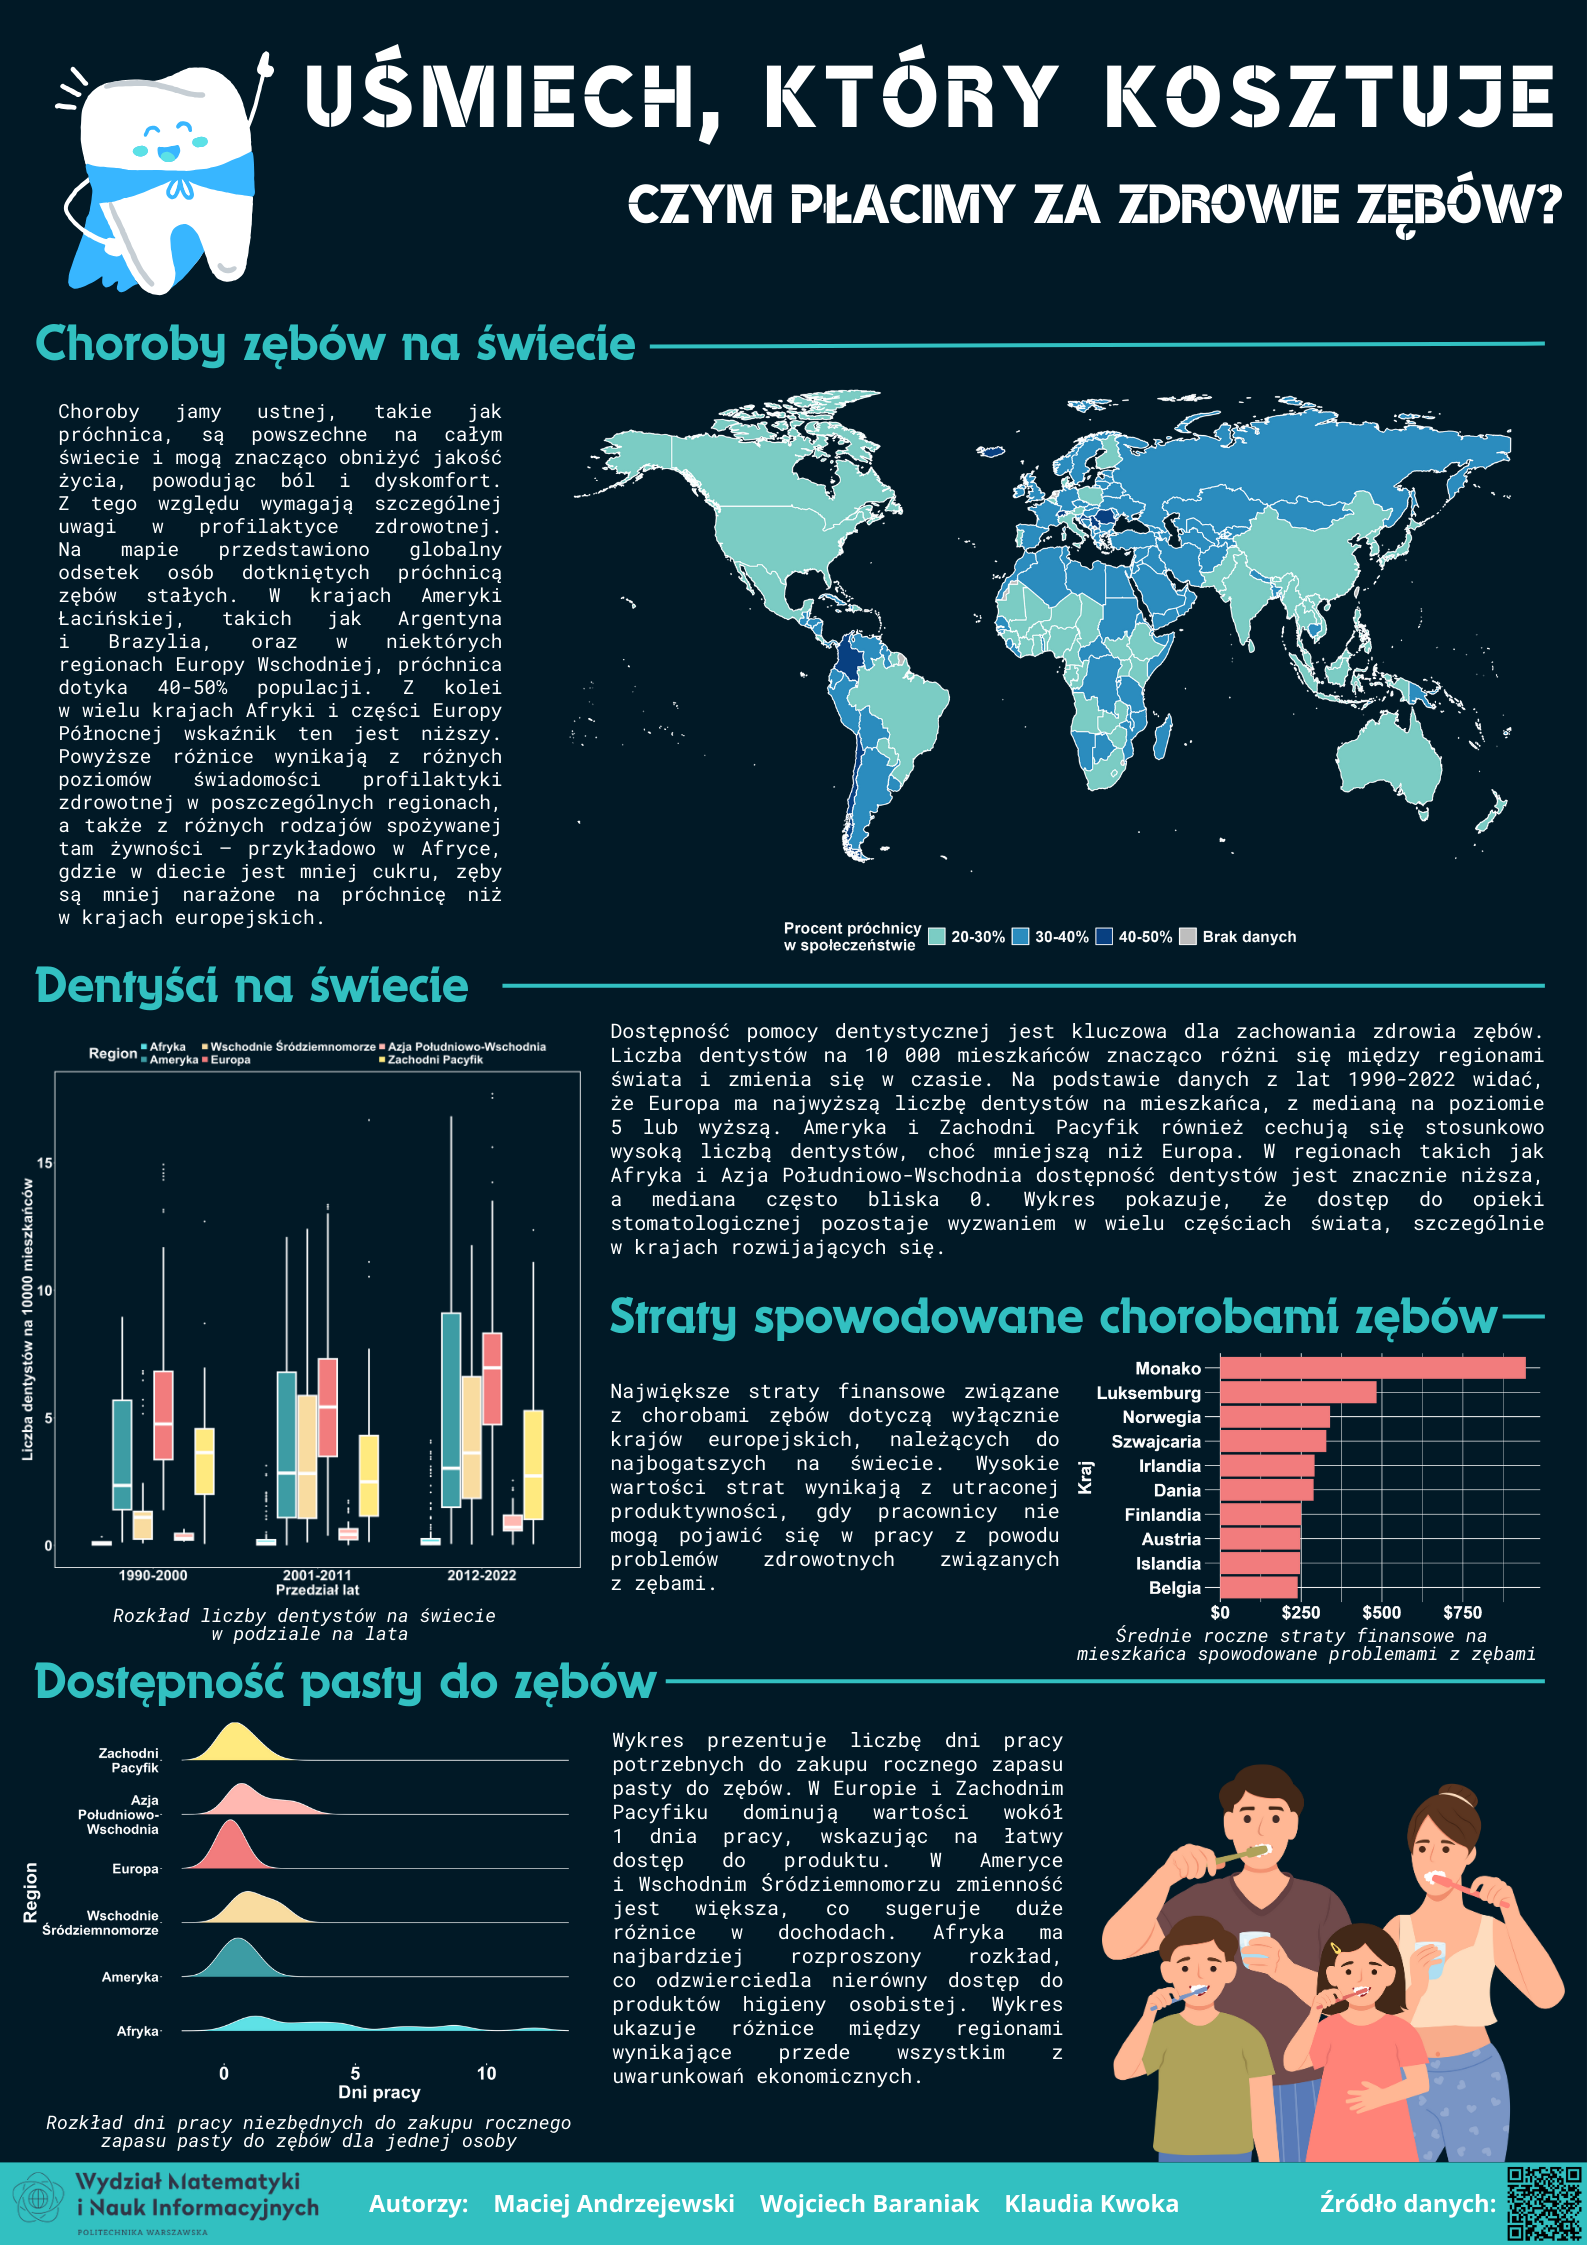 UŚMIECH, KTÓRY KOSZTUJE
CZYM PŁACIMY ZA ZDROWIE ZĘBÓW?
Choroby zębów na świecie
Choroby jamy ustnej, takie jak
próchnica, są powszechne na całym
świecie i mogą znacząco obniżyć jakość
życia, powodując ból i dyskomfort.
Z tego względu wymagają szczególnej
uwagi w profilaktyce zdrowotnej.
Na mapie przedstawiono globalny
odsetek osób dotkniętych próchnicą
zębów stałych. W krajach Ameryki
Łacińskiej, takich jak Argentyna
i Brazylia, oraz w niektórych
regionach Europy Wschodniej, próchnica
dotyka 40-50% populacji. Z kolei
w wielu krajach Afryki i części Europy
Północnej wskaźnik ten jest niższy.
Powyższe różnice wynikają z różnych
poziomów świadomości profilaktyki
zdrowotnej w poszczególnych regionach,
a także z różnych rodzajów spożywanej
tam żywności – przykładowo w Afryce,
gdzie w diecie jest mniej cukru, zęby
są mniej narażone na próchnicę niż
w krajach europejskich.
Procent próchnicy
w społeczeństwie
20-30% 30-40% 40-50% Brak danych
Dentyści na świecie
Region
Afryka Wschodnie Śródziemnomorze Azja Południowo-Wschodnia
Ameryka Europa Zachodni Pacyfik
Liczba dentystów na 10000 mieszkańców
15
10
5
0
1990-2000 2001-2011 2012-2022
Przedział lat
Rozkład liczby dentystów na świecie
w podziale na lata
Dostępność pomocy dentystycznej jest kluczowa dla zachowania zdrowia zębów.
Liczba dentystów na 10 000 mieszkańców znacząco różni się między regionami
świata i zmienia się w czasie. Na podstawie danych z lat 1990-2022 widać,
że Europa ma najwyższą liczbę dentystów na mieszkańca, z medianą na poziomie
5 lub wyższą. Ameryka i Zachodni Pacyfik również cechują się stosunkowo
wysoką liczbą dentystów, choć mniejszą niż Europa. W regionach takich jak
Afryka i Azja Południowo-Wschodnia dostępność dentystów jest znacznie niższa,
a mediana często bliska 0. Wykres pokazuje, że dostęp do opieki
stomatologicznej pozostaje wyzwaniem w wielu częściach świata, szczególnie
w krajach rozwijających się.
Straty spowodowane chorobami zębów
Największe straty finansowe związane
z chorobami zębów dotyczą wyłącznie
krajów europejskich, należących do
najbogatszych na świecie. Wysokie
wartości strat wynikają z utraconej
produktywności, gdy pracownicy nie
mogą pojawić się w pracy z powodu
problemów zdrowotnych związanych
z zębami.
Kraj
Monako
Luksemburg
Norwegia
Szwajcaria
Irlandia
Dania
Finlandia
Austria
Islandia
Belgia
$0 $250 $500 $750
Średnie roczne straty finansowe na
mieszkańca spowodowane problemami z zębami
Dostępność pasty do zębów
Region
Zachodni
Pacyfik
Azja
Południowo-
Wschodnia
Europa
Wschodnie
Śródziemnomorze
Ameryka
Afryka
0 5 10
Dni pracy
Rozkład dni pracy niezbędnych do zakupu rocznego
zapasu pasty do zębów dla jednej osoby
Wykres prezentuje liczbę dni pracy
potrzebnych do zakupu rocznego zapasu
pasty do zębów. W Europie i Zachodnim
Pacyfiku dominują wartości wokół
1 dnia pracy, wskazując na łatwy
dostęp do produktu. W Ameryce
i Wschodnim Śródziemnomorzu zmienność
jest większa, co sugeruje duże
różnice w dochodach. Afryka ma
najbardziej rozproszony rozkład,
co odzwierciedla nierówny dostęp do
produktów higieny osobistej. Wykres
ukazuje różnice między regionami
wynikające przede wszystkim z
uwarunkowań ekonomicznych.
Wydział Matematyki
i Nauk Informacyjnych
POLITECHNIKA WARSZAWSKA
Autorzy: Maciej Andrzejewski Wojciech Baraniak Klaudia Kwoka
Źródło danych: